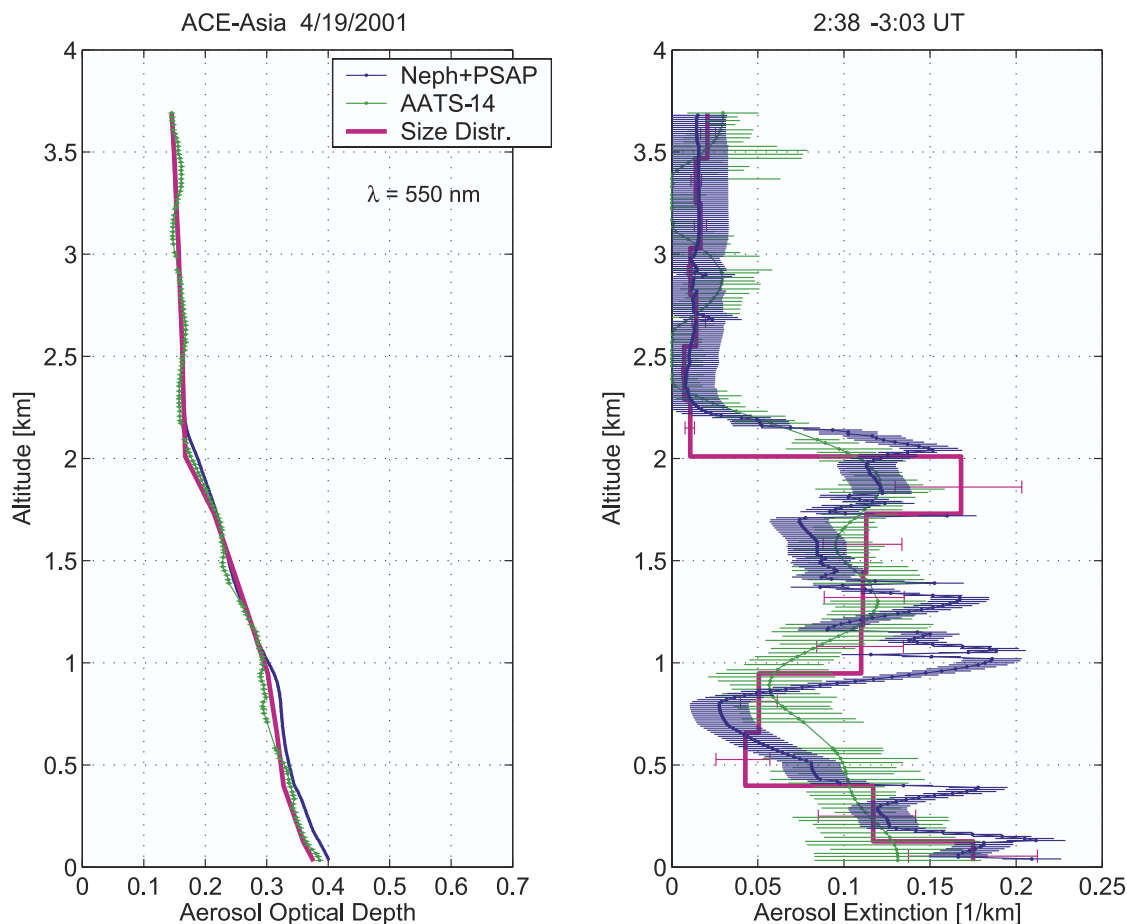 ACE-Asia 4/19/2001
4
3.5
3
2.5
2
1.5
1
0.5
0
Altitude [km]
0 0.1 0.2 0.3 0.4 0.5 0.6 0.7
Aerosol Optical Depth
Neph+PSAP
AATS-14
Size Distr.
λ = 550 nm
2:38 -3:03 UT
4
3.5
3
2.5
2
1.5
1
0.5
0
Altitude [km]
0 0.05 0.1 0.15 0.2 0.25
Aerosol Extinction [1/km]